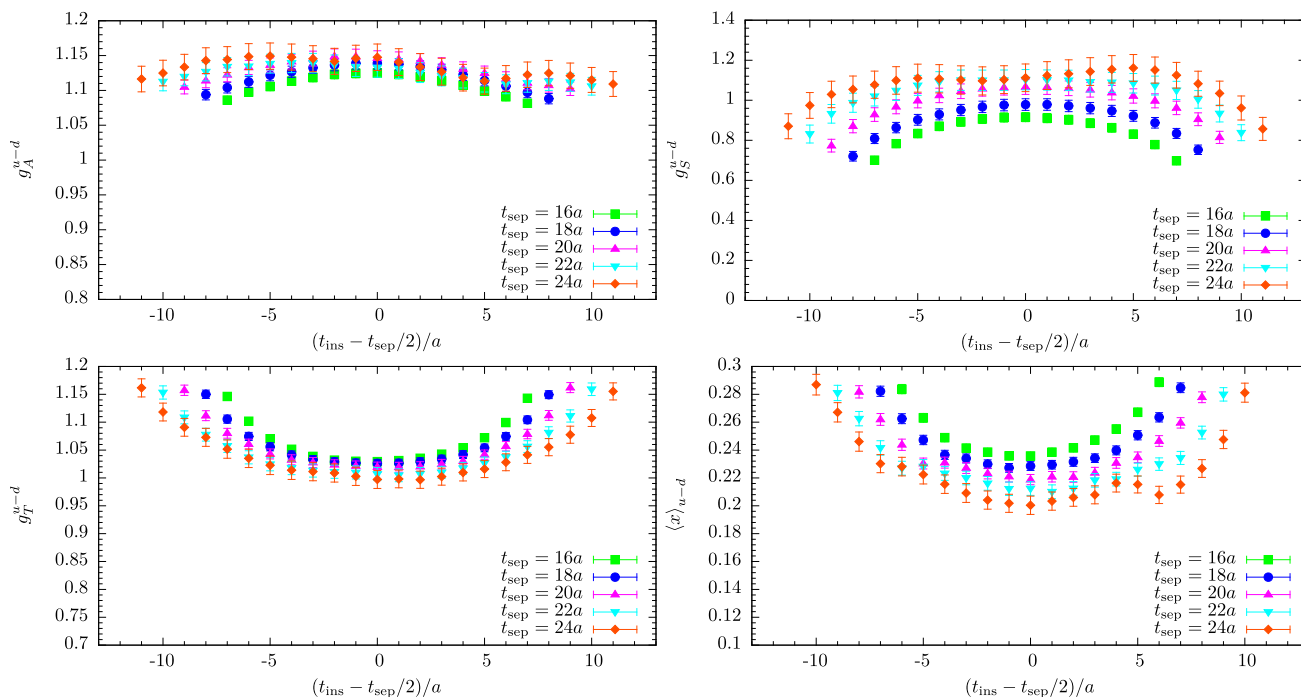 1.2
1.15
1.1
1.05
1
0.95
0.9
0.85
0.8
g_A^{u−d}
t_sep = 16a
t_sep = 18a
t_sep = 20a
t_sep = 22a
t_sep = 24a
-10 -5 0 5 10
(t_ins − t_sep/2)/a
1.6
1.4
1.2
1
0.8
0.6
0.4
0.2
0
g_S^{u−d}
t_sep = 16a
t_sep = 18a
t_sep = 20a
t_sep = 22a
t_sep = 24a
-10 -5 0 5 10
(t_ins − t_sep/2)/a
1.2
1.15
1.1
1.05
1
0.95
0.9
0.85
0.8
0.75
0.7
g_T^{u−d}
t_sep = 16a
t_sep = 18a
t_sep = 20a
t_sep = 22a
t_sep = 24a
-10 -5 0 5 10
(t_ins − t_sep/2)/a
0.3
0.28
0.26
0.24
0.22
0.2
0.18
0.16
0.14
0.12
0.1
⟨x⟩_{u−d}
t_sep = 16a
t_sep = 18a
t_sep = 20a
t_sep = 22a
t_sep = 24a
-10 -5 0 5 10
(t_ins − t_sep/2)/a